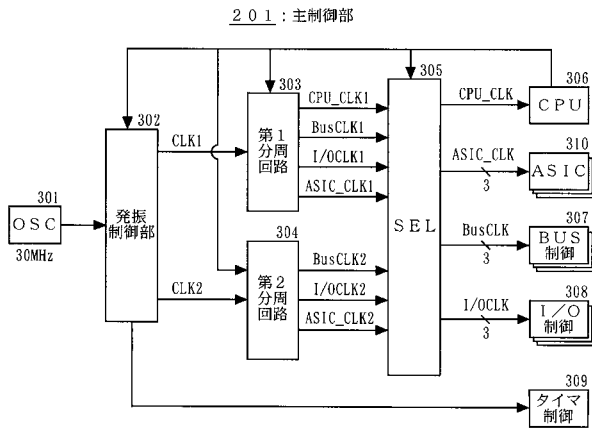 201：主制御部
301
OSC
30MHz
302
発振
制御部
CLK1
CLK2
303
第1
分周
回路
CPU_CLK1
BusCLK1
I/OCLK1
ASIC_CLK1
304
第2
分周
回路
BusCLK2
I/OCLK2
ASIC_CLK2
305
SEL
CPU_CLK
306
CPU
ASIC_CLK
3
310
ASIC
BusCLK
3
307
BUS
制御
I/OCLK
3
308
I／O
制御
309
タイマ
制御